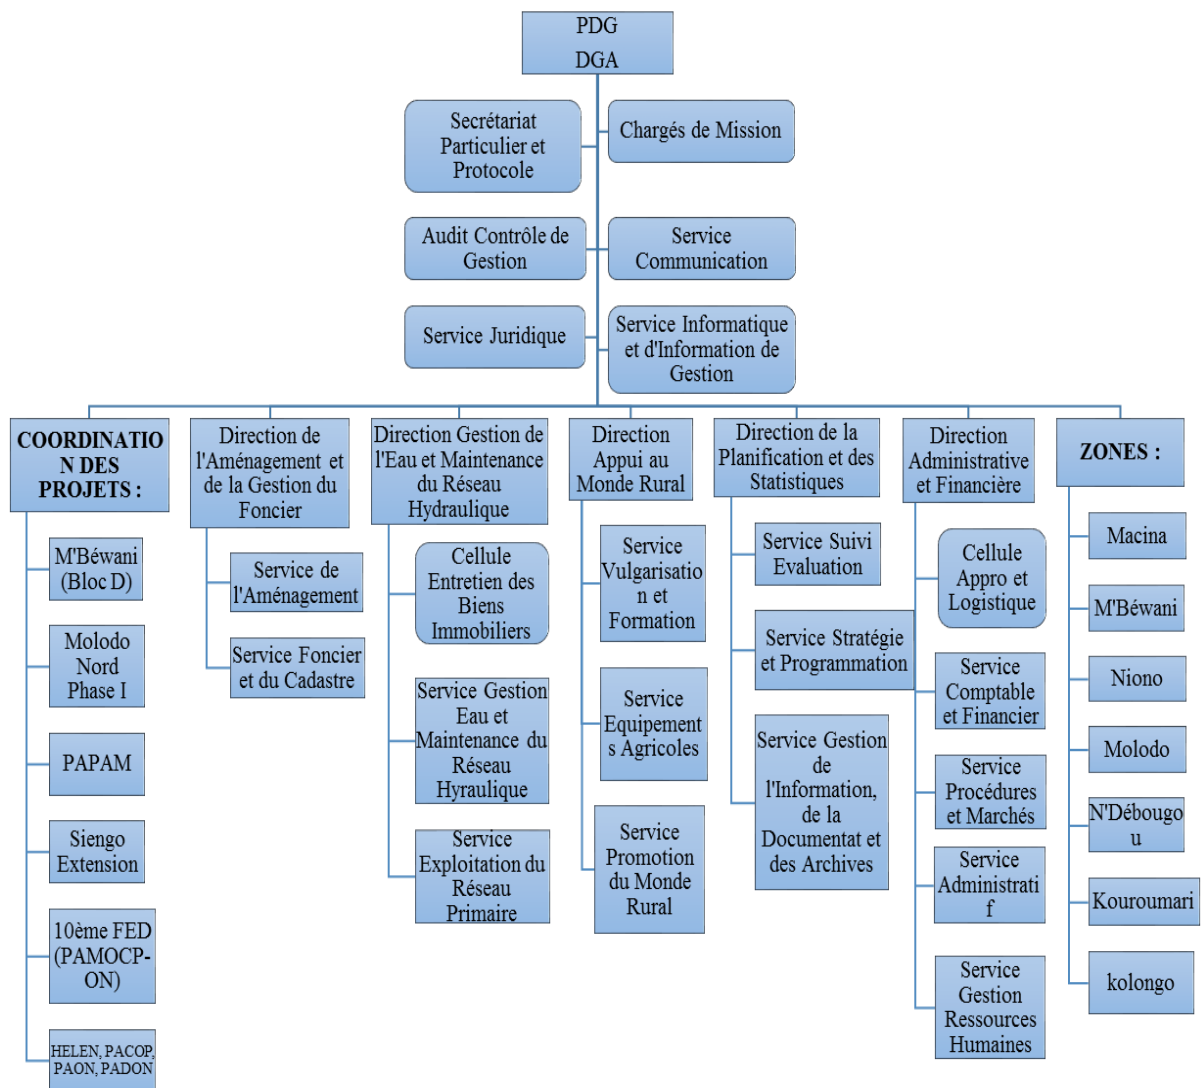 PDG
DGA
Secrétariat
Particulier et
Protocole
Chargés de Mission
Audit Contrôle de
Gestion
Service
Communication
Service Juridique
Service Informatique
et d'Information de
Gestion
COORDINATIO
N DES
PROJETS :
M'Béwani
(Bloc D)
Molodo
Nord
Phase I
PAPAM
Siengo
Extension
10ème FED
(PAMOCP-
ON)
HELEN, PACOP,
PAON, PADON
Direction de
l'Aménagement et
de la Gestion du
Foncier
Service de
l'Aménagement
Service Foncier
et du Cadastre
Direction Gestion de
l'Eau et Maintenance
du Réseau
Hydraulique
Cellule
Entretien des
Biens
Immobiliers
Service Gestion
Eau et
Maintenance du
Réseau
Hyraulique
Service
Exploitation du
Réseau
Primaire
Direction
Appui au
Monde Rural
Service
Vulgarisatio
n et
Formation
Service
Equipement
s Agricoles
Service
Promotion
du Monde
Rural
Direction de la
Planification et des
Statistiques
Service Suivi
Evaluation
Service Stratégie
et Programmation
Service Gestion
de
l'Information,
de la
Documentat et
des Archives
Direction
Administrative
et Financière
Cellule
Appro et
Logistique
Service
Comptable
et Financier
Service
Procédures
et Marchés
Service
Administrati
f
Service
Gestion
Ressources
Humaines
ZONES :
Macina
M'Béwani
Niono
Molodo
N'Débougo
u
Kouroumari
kolongo